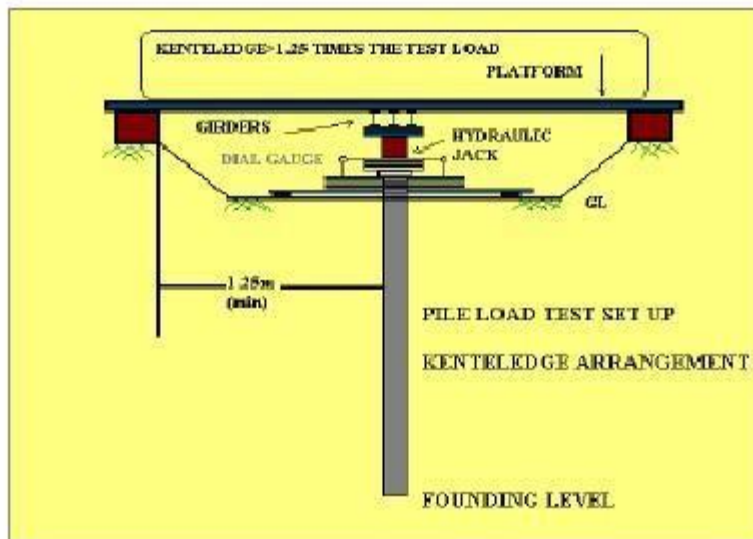 KENTELEDGE>1.25 TIMES THE TEST LOAD
PLATFORM
GIRDERS
HYDRAULIC
JACK
DIAL GAUGE
GL
1.25m
(min)
PILE LOAD TEST SET UP
KENTELEDGE ARRANGEMENT
FOUNDING LEVEL